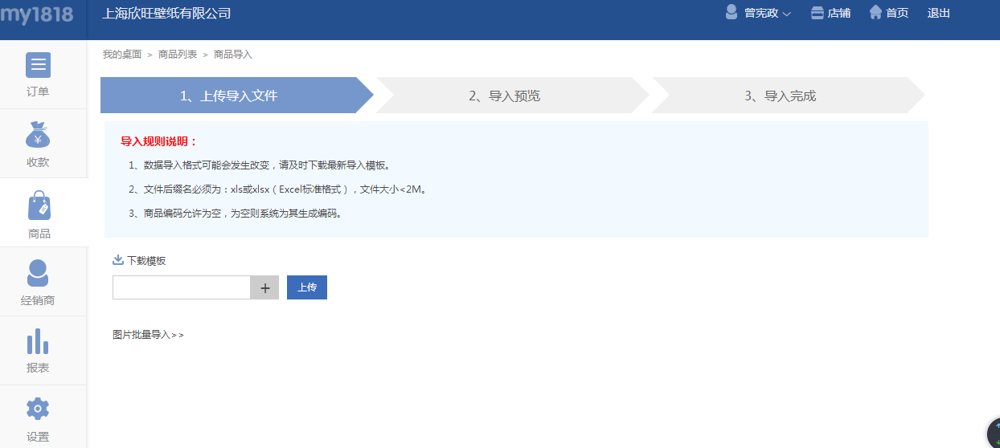 my1818
上海欣旺壁纸有限公司
曾宪政
店铺
首页
退出
我的桌面 > 商品列表 > 商品导入
订单
收款
商品
经销商
报表
设置
1、上传导入文件
2、导入预览
3、导入完成
导入规则说明：
1、数据导入格式可能会发生改变，请及时下载最新导入模板。
2、文件后缀名必须为：xls或xlsx（Excel标准格式），文件大小<2M。
3、商品编码允许为空，为空则系统为其生成编码。
下载模板
+
上传
图片批量导入>>